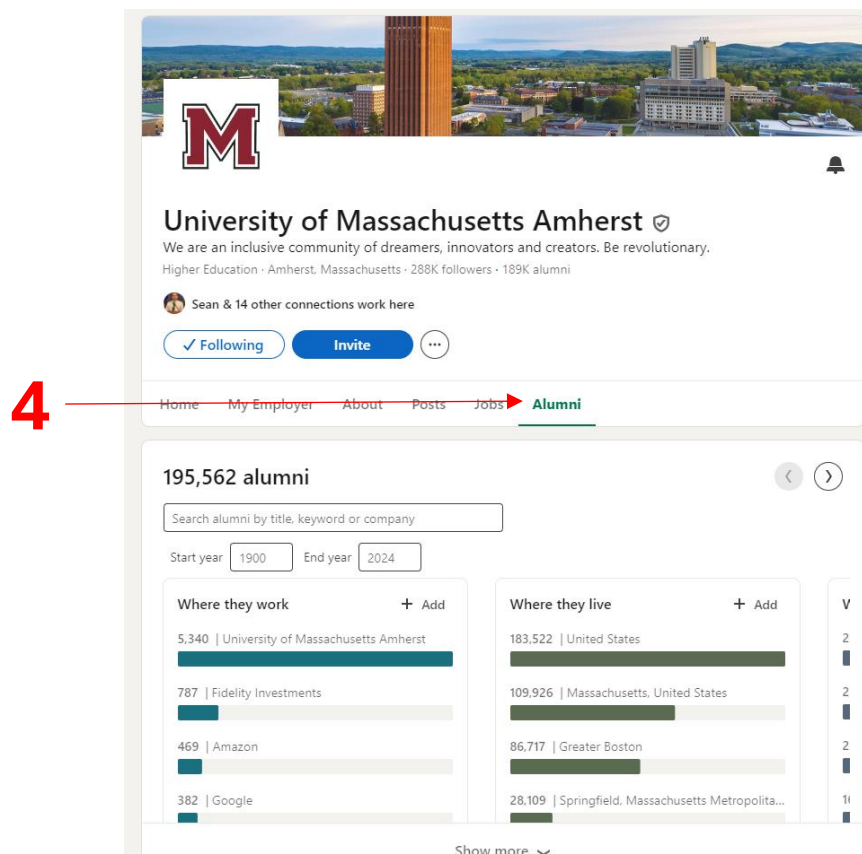 M
University of Massachusetts Amherst
We are an inclusive community of dreamers, innovators and creators. Be revolutionary.
Higher Education · Amherst, Massachusetts · 288K followers · 189K alumni
Sean & 14 other connections work here
✓ Following Invite ...
4
Home My Employer About Posts Jobs Alumni
195,562 alumni
Search alumni by title, keyword or company
Start year 1900 End year 2024
Where they work + Add
5,340 | University of Massachusetts Amherst
787 | Fidelity Investments
469 | Amazon
382 | Google
Where they live + Add
183,522 | United States
109,926 | Massachusetts, United States
86,717 | Greater Boston
28,109 | Springfield, Massachusetts Metropolita...
Show more